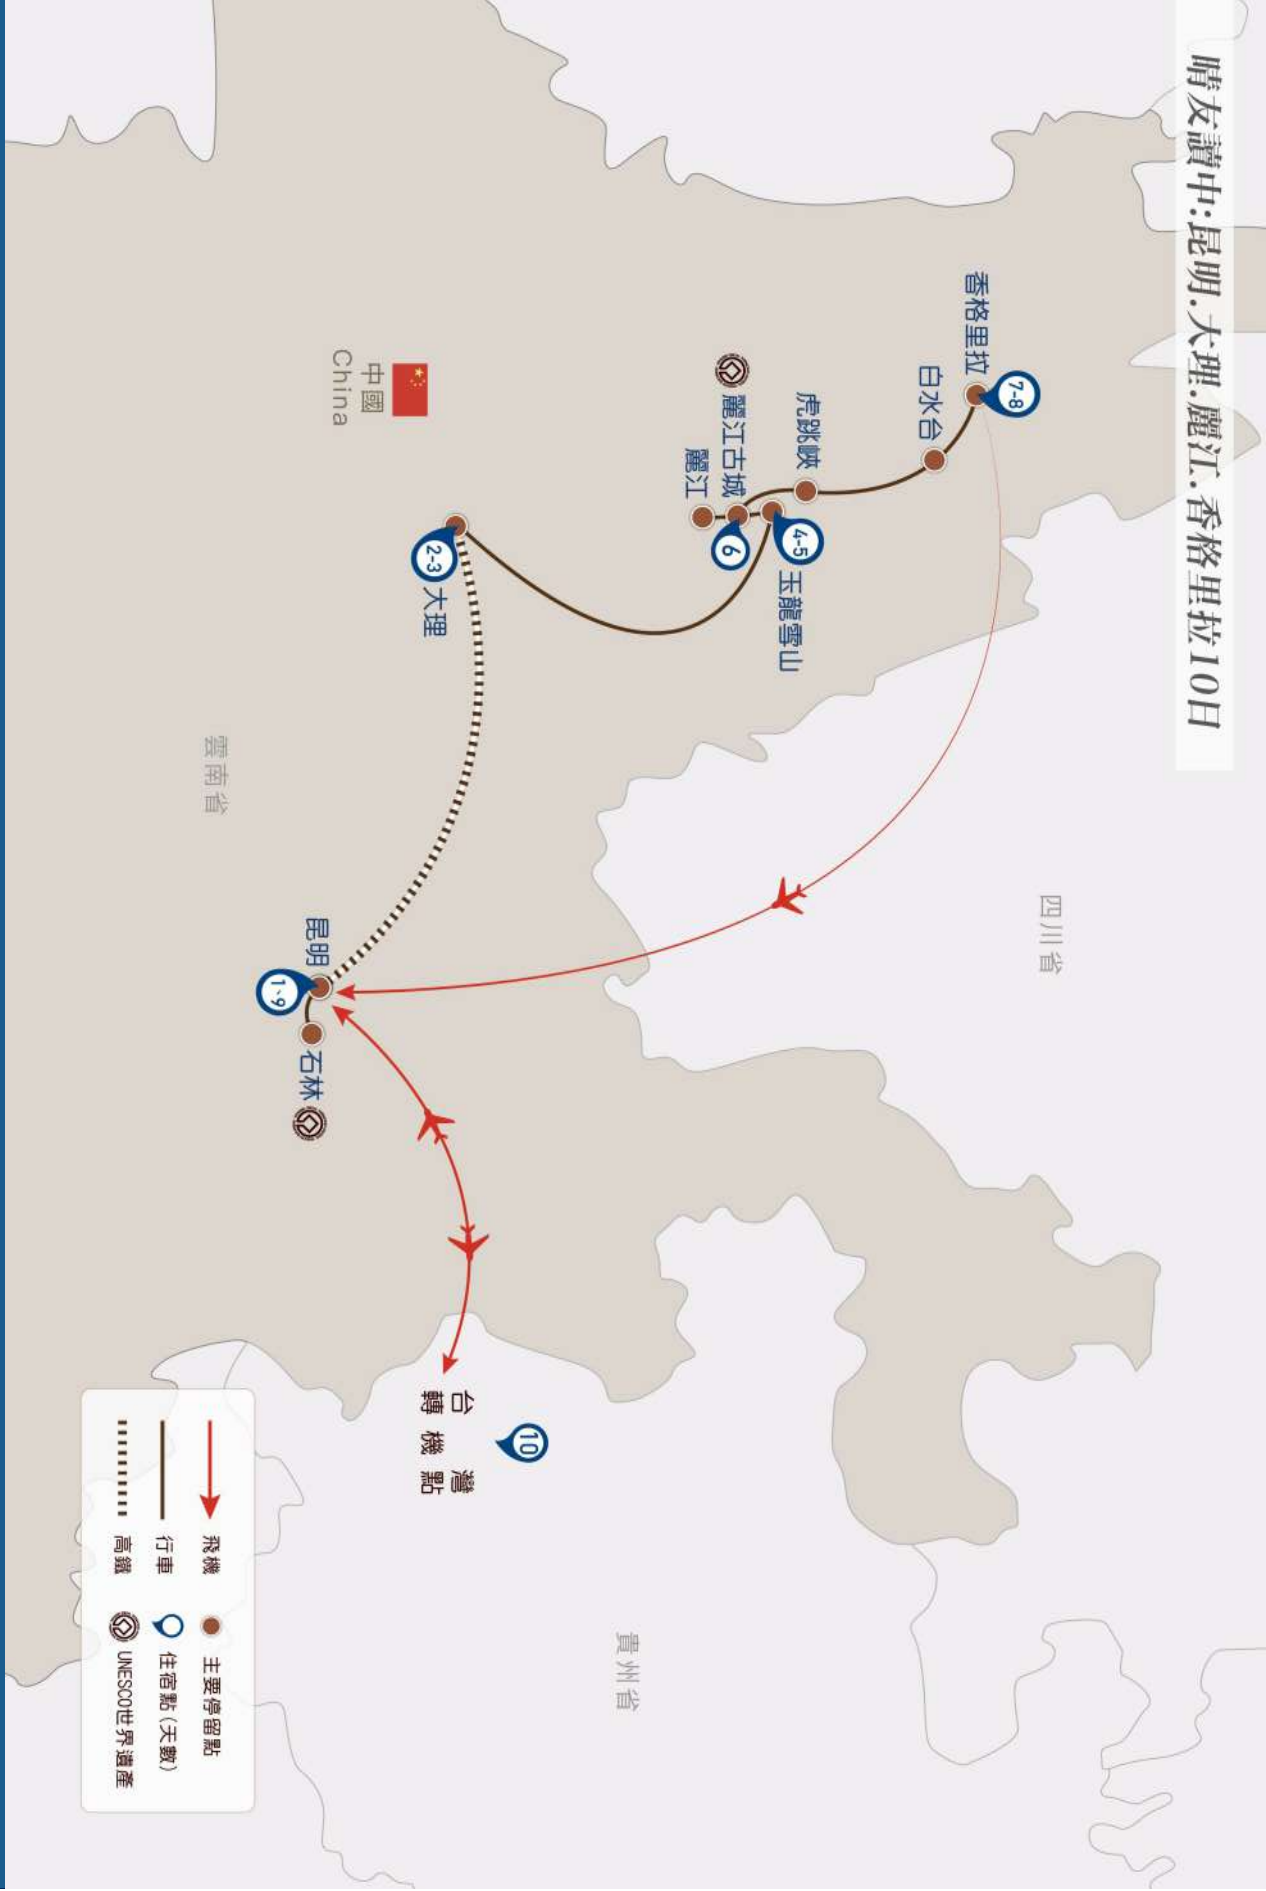 晴友讀中:昆明.大理.麗江.香格里拉10日
四川省
香格里拉
7-8
白水台
虎跳峽
4-5
玉龍雪山
麗江古城
6
麗江
大理
2-3
中國
China
雲南省
昆明
1、9
石林
10
台灣
轉機點
貴州省
飛機
主要停留點
行車
住宿點(天數)
高鐵
UNESCO世界遺產